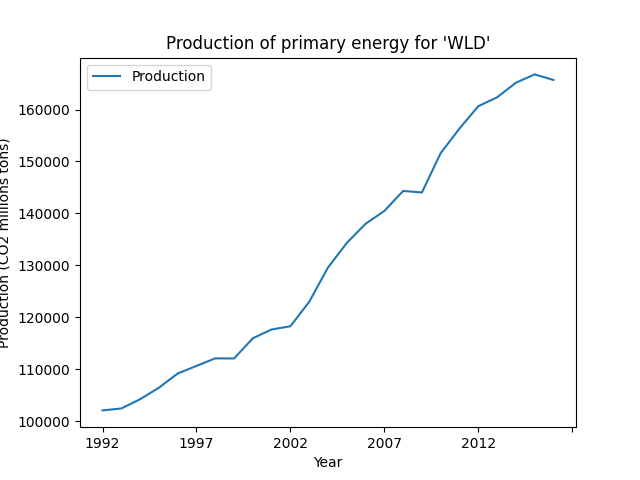 Production of primary energy for 'WLD'
Production
160000
150000
140000
130000
120000
110000
100000
Production (CO2 millions tons)
1992 1997 2002 2007 2012
Year